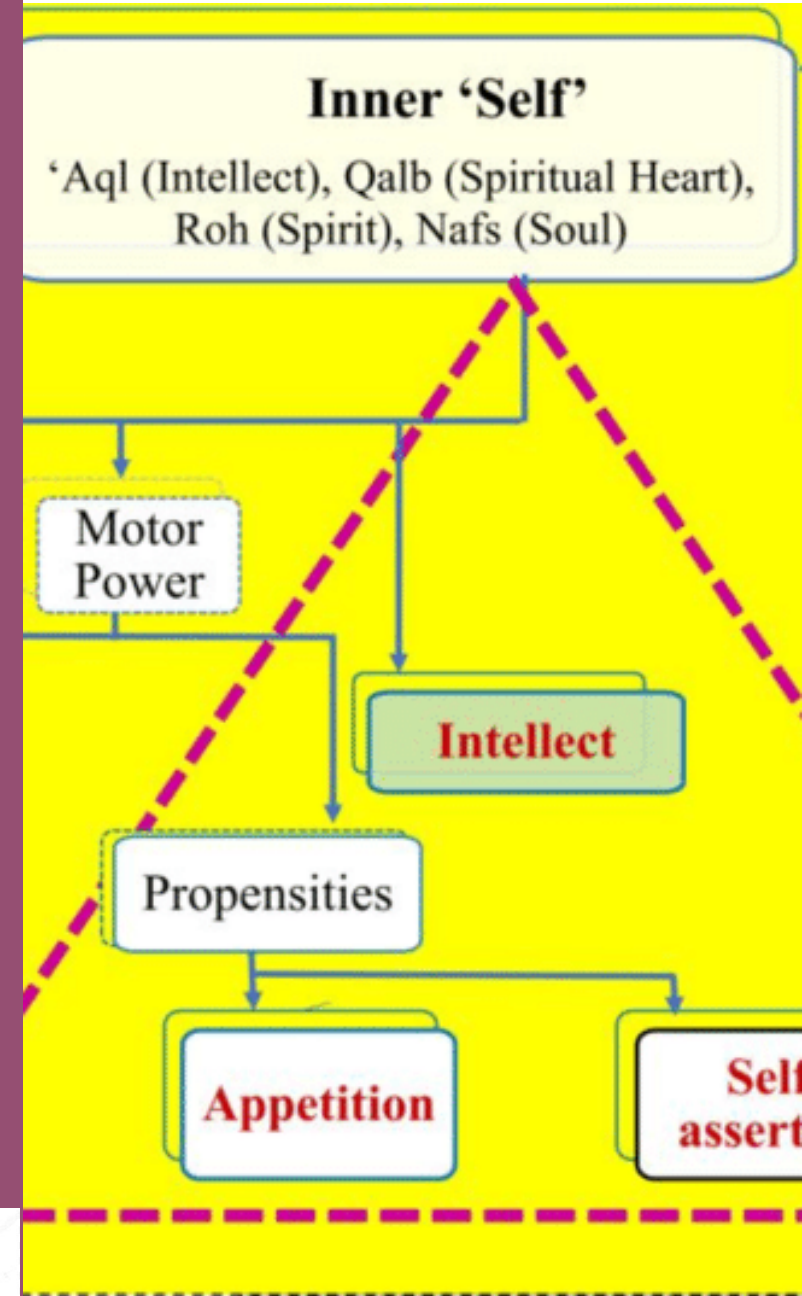 Inner ‘Self’
‘Aql (Intellect), Qalb (Spiritual Heart),
Roh (Spirit), Nafs (Soul)
Motor
Power
Intellect
Propensities
Appetition
Self
assert